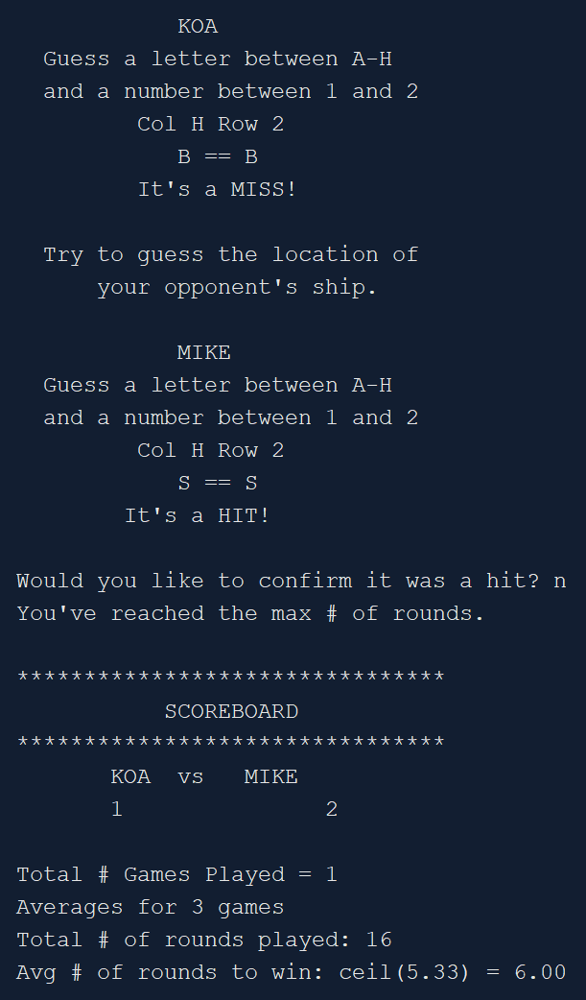 KOA
Guess a letter between A-H
and a number between 1 and 2
Col H Row 2
B == B
It's a MISS!
Try to guess the location of
your opponent's ship.
MIKE
Guess a letter between A-H
and a number between 1 and 2
Col H Row 2
S == S
It's a HIT!
Would you like to confirm it was a hit? n
You've reached the max # of rounds.
********************************
SCOREBOARD
********************************
KOA vs MIKE
1 2
Total # Games Played = 1
Averages for 3 games
Total # of rounds played: 16
Avg # of rounds to win: ceil(5.33) = 6.00